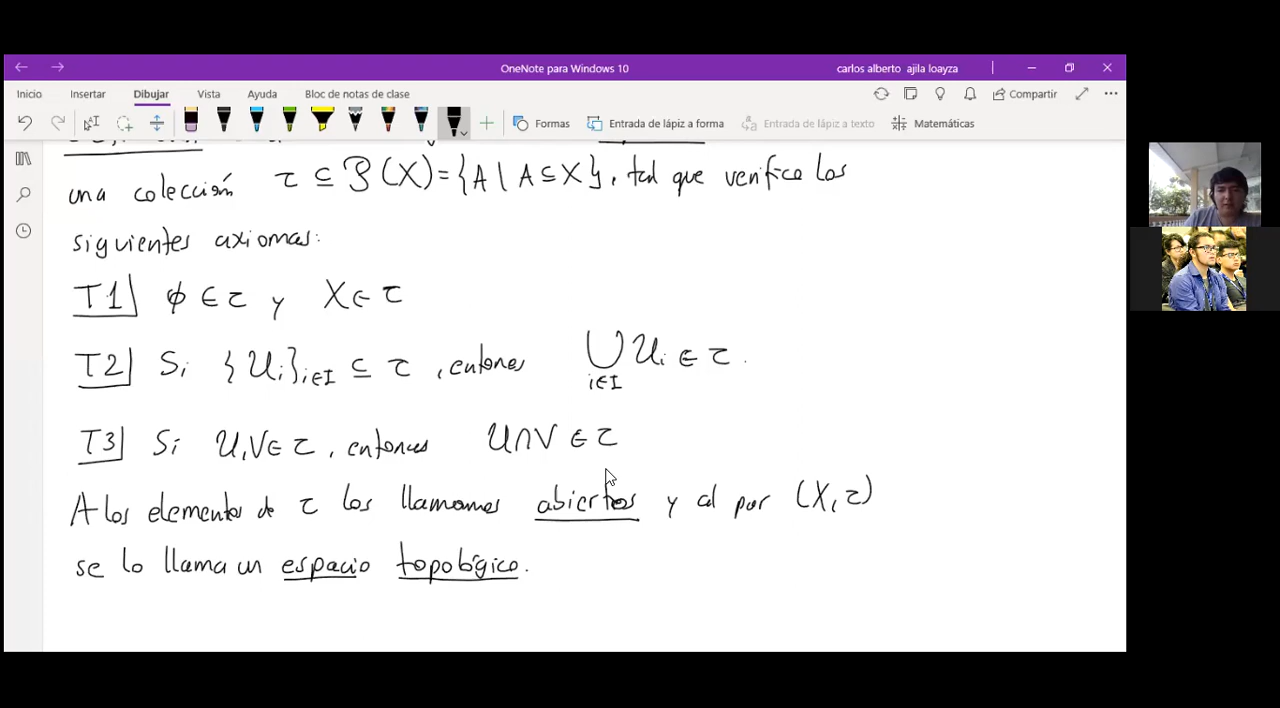 OneNote para Windows 10
carlos alberto ajila loayza
Inicio Insertar Dibujar Vista Ayuda Bloc de notas de clase
Compartir
Formas Entrada de lápiz a forma Entrada de lápiz a texto Matemáticas
una colección τ ⊆ P(X) = {A | A ⊆ X}, tal que verifica los
siguientes axiomas:
T1] ϕ ∈ τ y X ∈ τ
T2] Si {Ui}i∈I ⊆ τ, entones ⋃i∈I Ui ∈ τ.
T3] Si U,V ∈ τ, entonces U∩V ∈ τ
A los elementos de τ los llamamos abiertos y al par (X, τ)
se lo llama un espacio topológico.